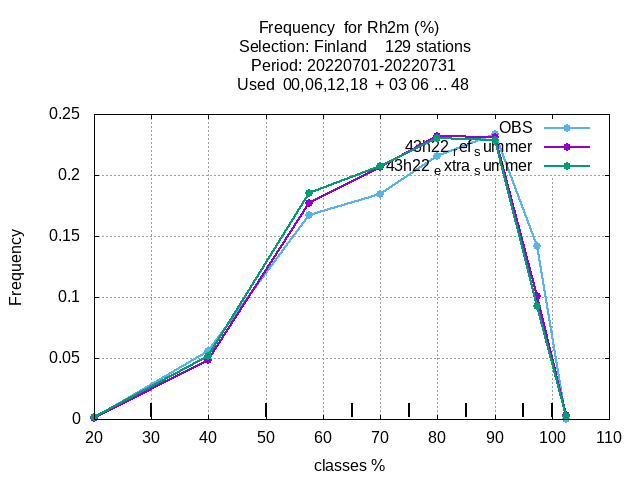 Frequency for Rh2m (%)
Selection: Finland 129 stations
Period: 20220701-20220731
Used 00,06,12,18 + 03 06 ... 48
0.25
0.2
0.15
0.1
0.05
0
Frequency
OBS
43h22refsummer
43h22extrasummer
20 30 40 50 60 70 80 90 100 110
classes %